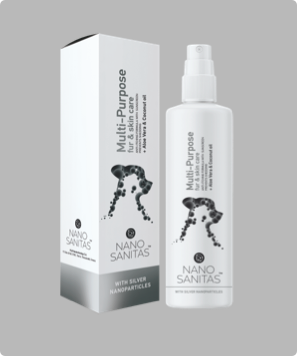 Multi-Purpose
fur & skin care
+ Aloe Vera & Coconut oil
NANO
SANITAS
WITH SILVER
NANOPARTICLES
Multi-Purpose
fur & skin care
+ Aloe Vera & Coconut oil
NANO
SANITAS
WITH SILVER NANOPARTICLES